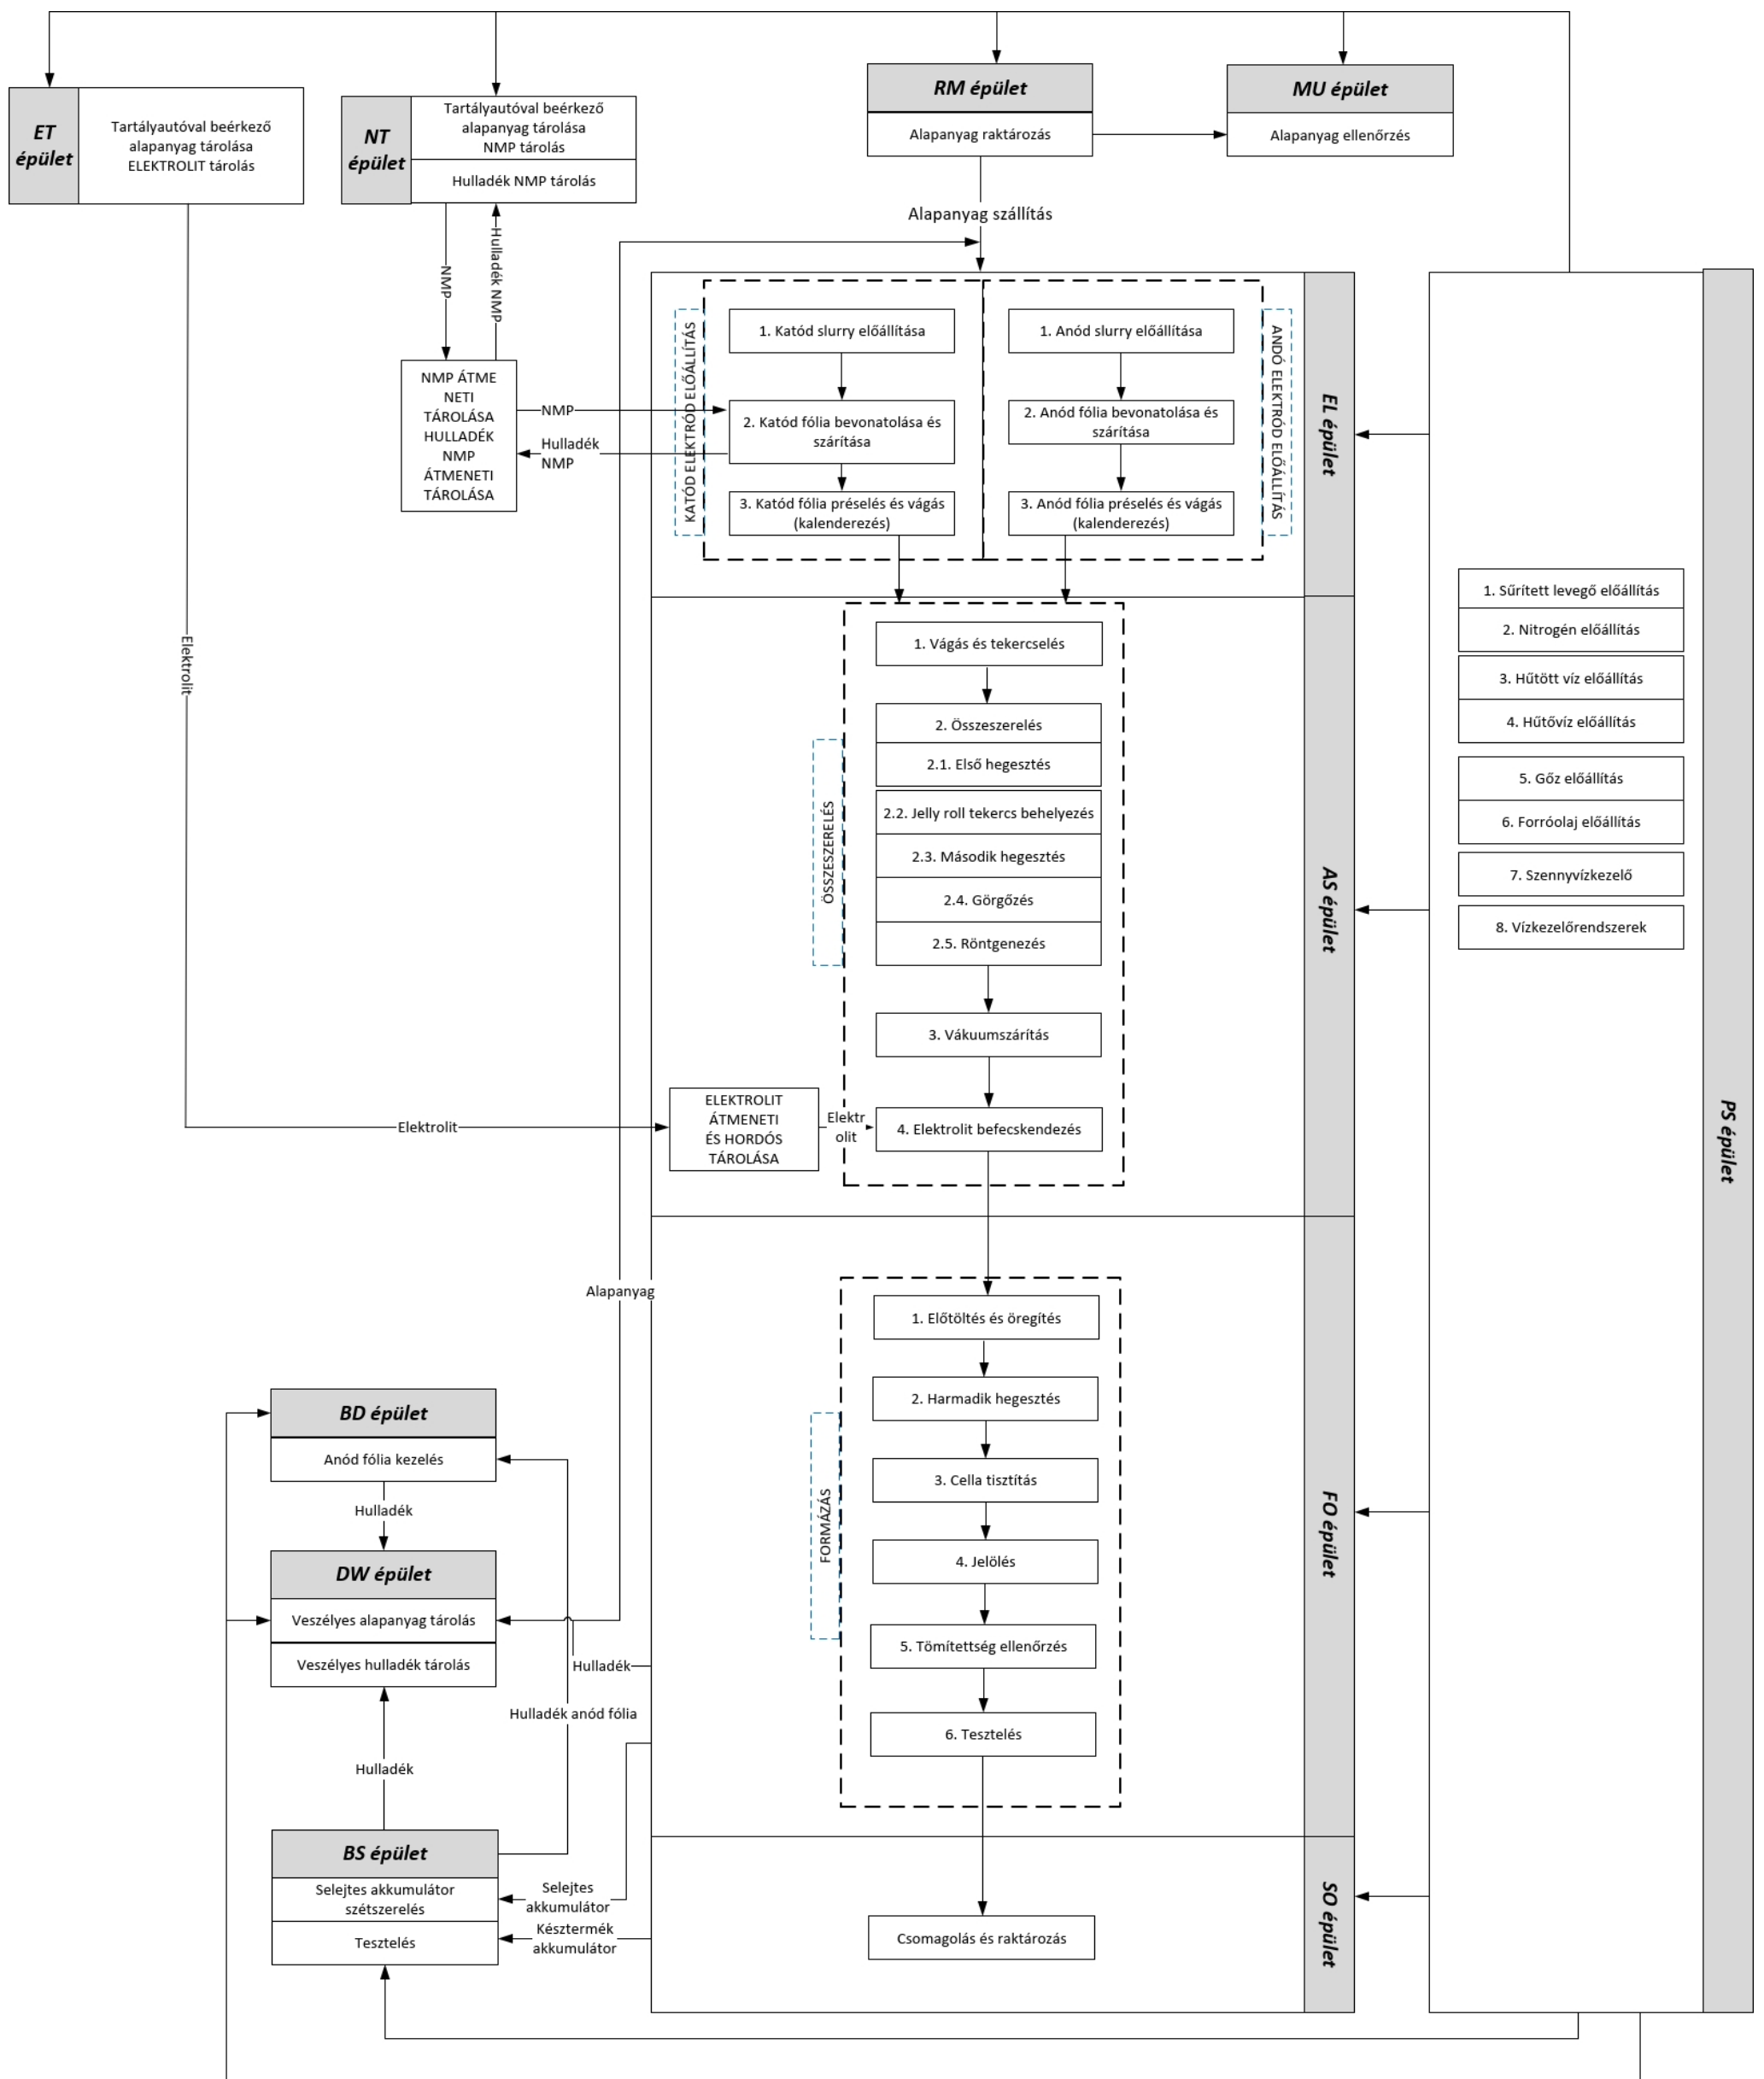 ET
épület
Tartályautóval beérkező
alapanyag tárolása
ELEKTROLIT tárolás
NT
épület
Tartályautóval beérkező
alapanyag tárolása
NMP tárolás
Hulladék NMP tárolás
RM épület
Alapanyag raktározás
MU épület
Alapanyag ellenőrzés
Alapanyag szállítás
NMP
Hulladék NMP
NMP ÁTME
NETI
TÁROLÁSA
HULLADÉK
NMP
ÁTMENETI
TÁROLÁSA
NMP
Hulladék
NMP
KATÓD ELEKTRÓD ELŐÁLLÍTÁS
1. Katód slurry előállítása
2. Katód fólia bevonatolása és
szárítása
3. Katód fólia préselés és vágás
(kalenderezés)
1. Anód slurry előállítása
2. Anód fólia bevonatolása és
szárítása
3. Anód fólia préselés és vágás
(kalenderezés)
ANDÓ ELEKTRÓD ELŐÁLLÍTÁS
EL épület
Elektrolit
ÖSSZESZERELÉS
1. Vágás és tekercselés
2. Összeszerelés
2.1. Első hegesztés
2.2. Jelly roll tekercs behelyezés
2.3. Második hegesztés
2.4. Görgőzés
2.5. Röntgenezés
3. Vákuumszárítás
4. Elektrolit befecskendezés
AS épület
Elektrolit
ELEKTROLIT
ÁTMENETI
ÉS HORDÓS
TÁROLÁSA
Elektr
olit
1. Sűrített levegő előállítás
2. Nitrogén előállítás
3. Hűtött víz előállítás
4. Hűtővíz előállítás
5. Gőz előállítás
6. Forróolaj előállítás
7. Szennyvízkezelő
8. Vízkezelőrendszerek
PS épület
Alapanyag
FORMÁZÁS
1. Előtöltés és öregítés
2. Harmadik hegesztés
3. Cella tisztítás
4. Jelölés
5. Tömítettség ellenőrzés
6. Tesztelés
FO épület
BD épület
Anód fólia kezelés
Hulladék
DW épület
Veszélyes alapanyag tárolás
Veszélyes hulladék tárolás
Hulladék
Hulladék anód fólia
Hulladék
BS épület
Selejtes akkumulátor
szétszerelés
Tesztelés
Selejtes
akkumulátor
Késztermék
akkumulátor
Csomagolás és raktározás
SO épület